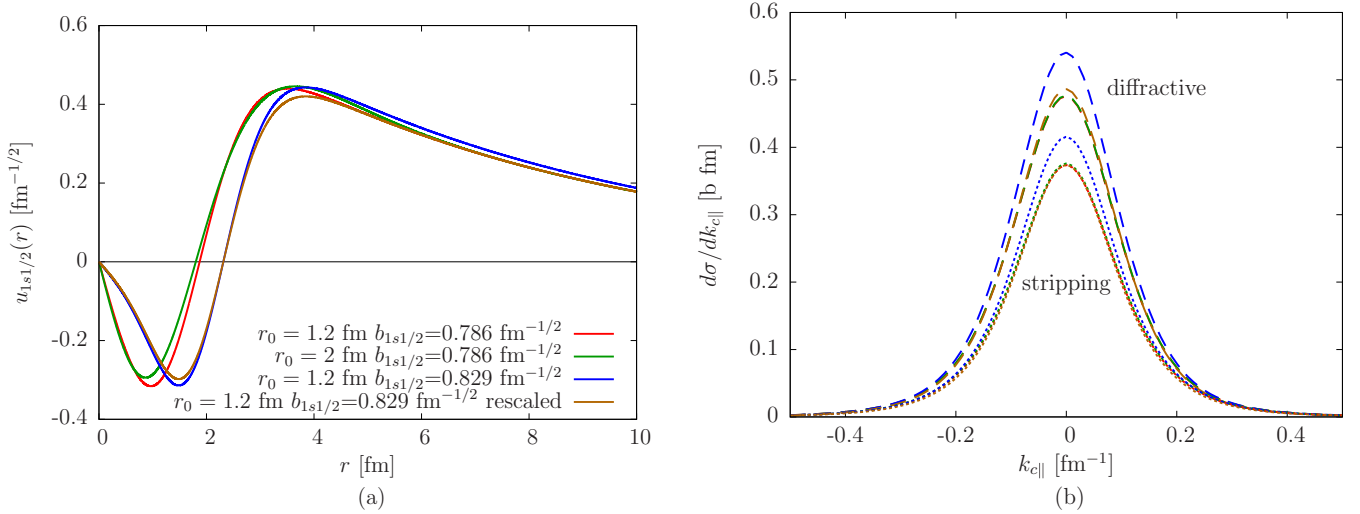 0.6
0.4
0.2
0
-0.2
-0.4
u1s1/2(r) [fm−1/2]
r0 = 1.2 fm b1s1/2=0.786 fm−1/2
r0 = 2 fm b1s1/2=0.786 fm−1/2
r0 = 1.2 fm b1s1/2=0.829 fm−1/2
r0 = 1.2 fm b1s1/2=0.829 fm−1/2 rescaled
0 2 4 6 8 10
r [fm]
(a)
0.6
0.5
0.4
0.3
0.2
0.1
0
dσ/dkc∥ [b fm]
diffractive
stripping
-0.4 -0.2 0 0.2 0.4
kc∥ [fm−1]
(b)